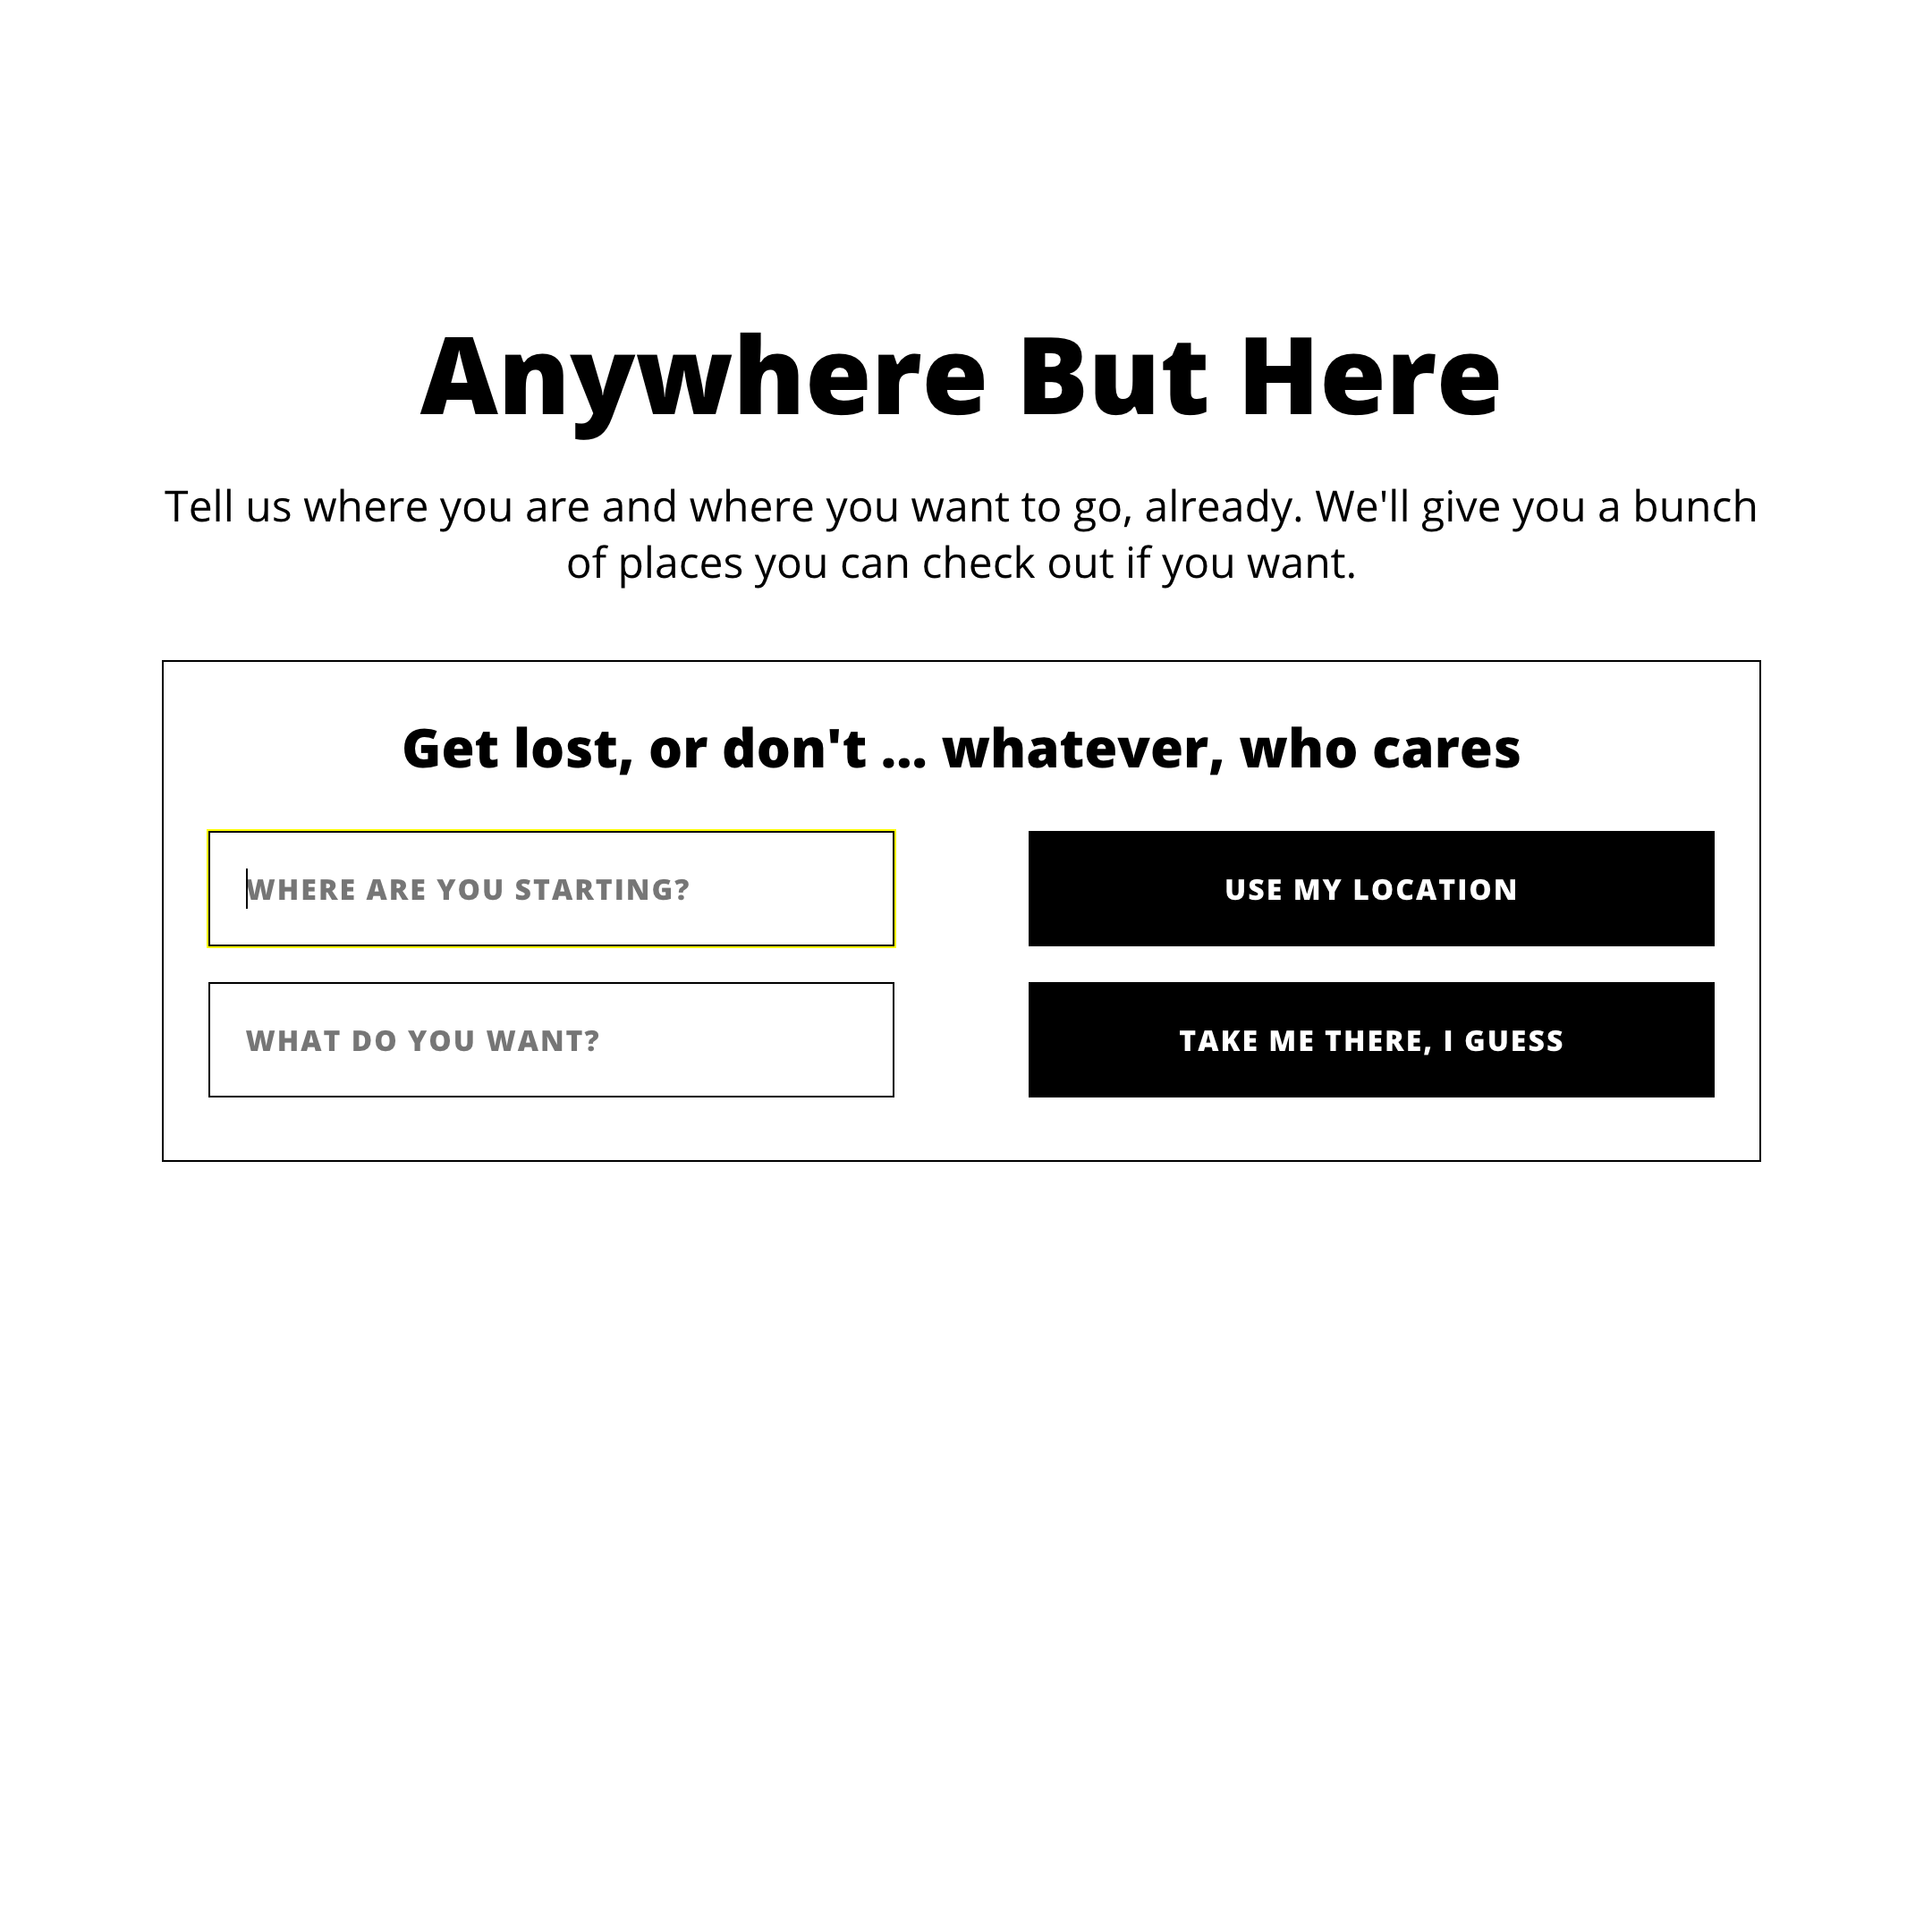 Anywhere But Here
Tell us where you are and where you want to go, already. We'll give you a bunch
of places you can check out if you want.
Get lost, or don't ... whatever, who cares
WHERE ARE YOU STARTING?
USE MY LOCATION
WHAT DO YOU WANT?
TAKE ME THERE, I GUESS